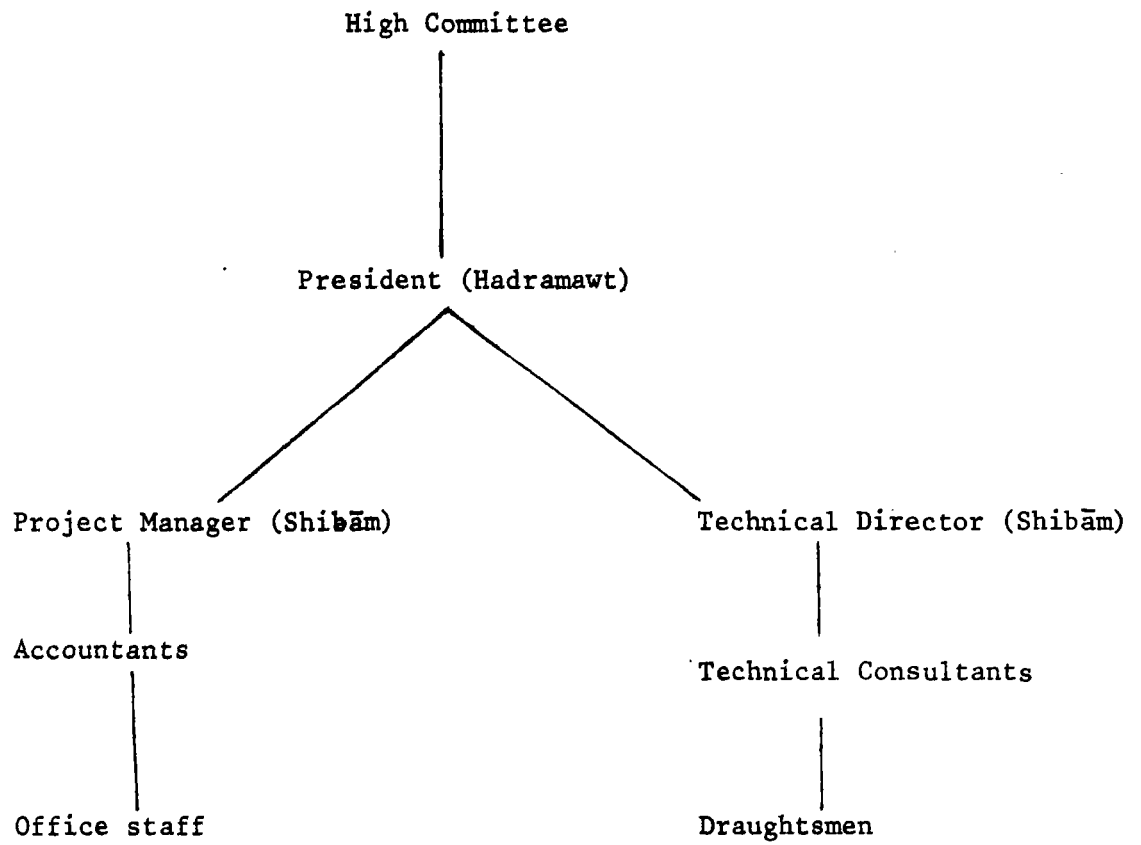 High Committee
President (Hadramawt)
Project Manager (Shibām)
Technical Director (Shibām)
Accountants
Technical Consultants
Office staff
Draughtsmen